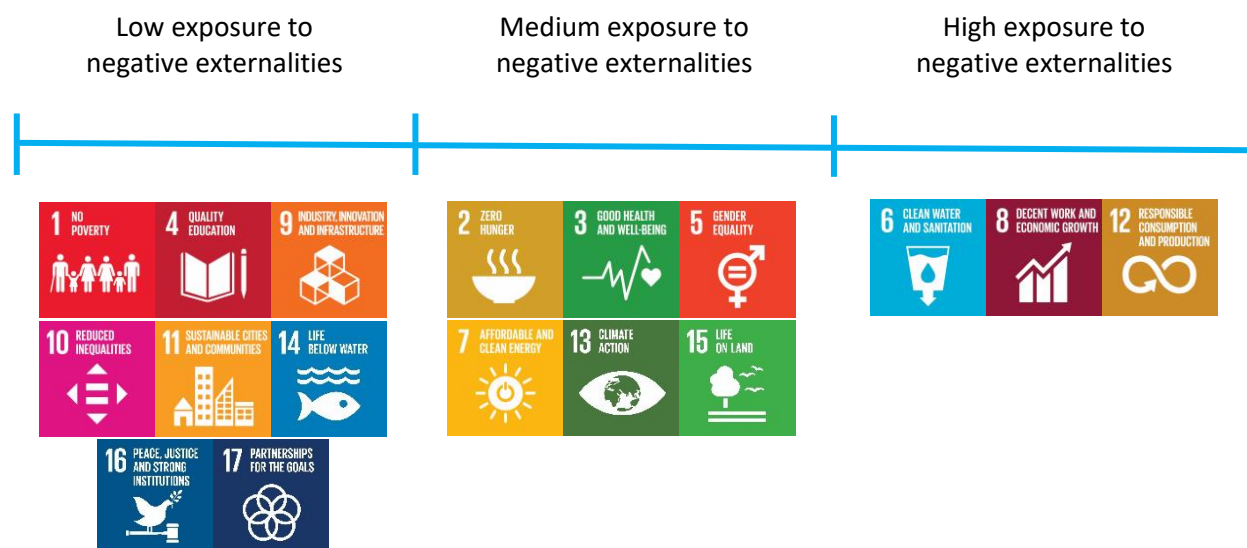 Low exposure to
negative externalities
Medium exposure to
negative externalities
High exposure to
negative externalities
1 NO
POVERTY
4 QUALITY
EDUCATION
9 INDUSTRY, INNOVATION
AND INFRASTRUCTURE
2 ZERO
HUNGER
3 GOOD HEALTH
AND WELL-BEING
5 GENDER
EQUALITY
6 CLEAN WATER
AND SANITATION
8 DECENT WORK AND
ECONOMIC GROWTH
12 RESPONSIBLE
CONSUMPTION
AND PRODUCTION
10 REDUCED
INEQUALITIES
11 SUSTAINABLE CITIES
AND COMMUNITIES
14 LIFE
BELOW WATER
7 AFFORDABLE AND
CLEAN ENERGY
13 CLIMATE
ACTION
15 LIFE
ON LAND
16 PEACE, JUSTICE
AND STRONG
INSTITUTIONS
17 PARTNERSHIPS
FOR THE GOALS